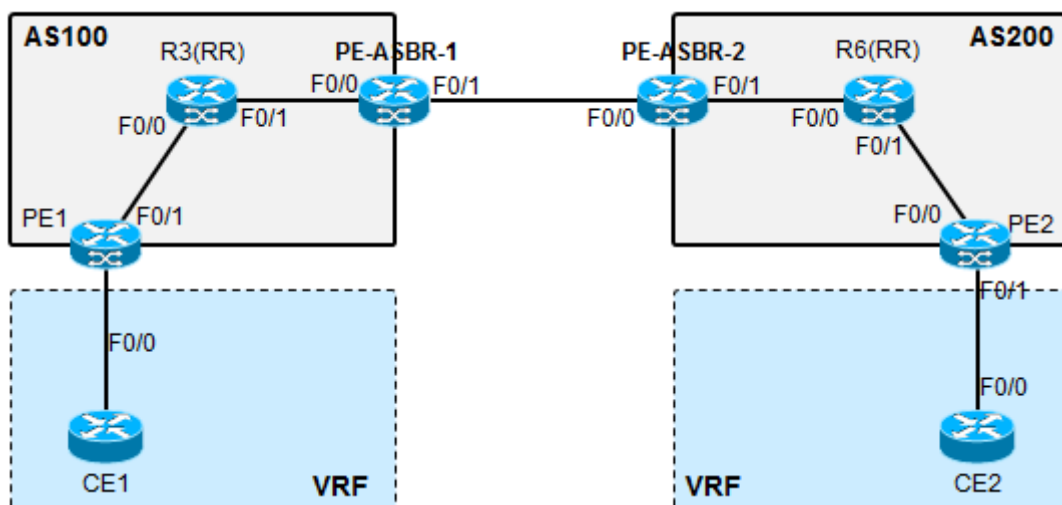 AS100
R3(RR)
PE-ASBR-1
PE-ASBR-2
R6(RR)
AS200
F0/0
F0/1
F0/1
F0/0
F0/1
F0/0
F0/0
F0/1
PE1
F0/1
F0/0
PE2
F0/1
F0/0
F0/0
CE1
VRF
VRF
CE2